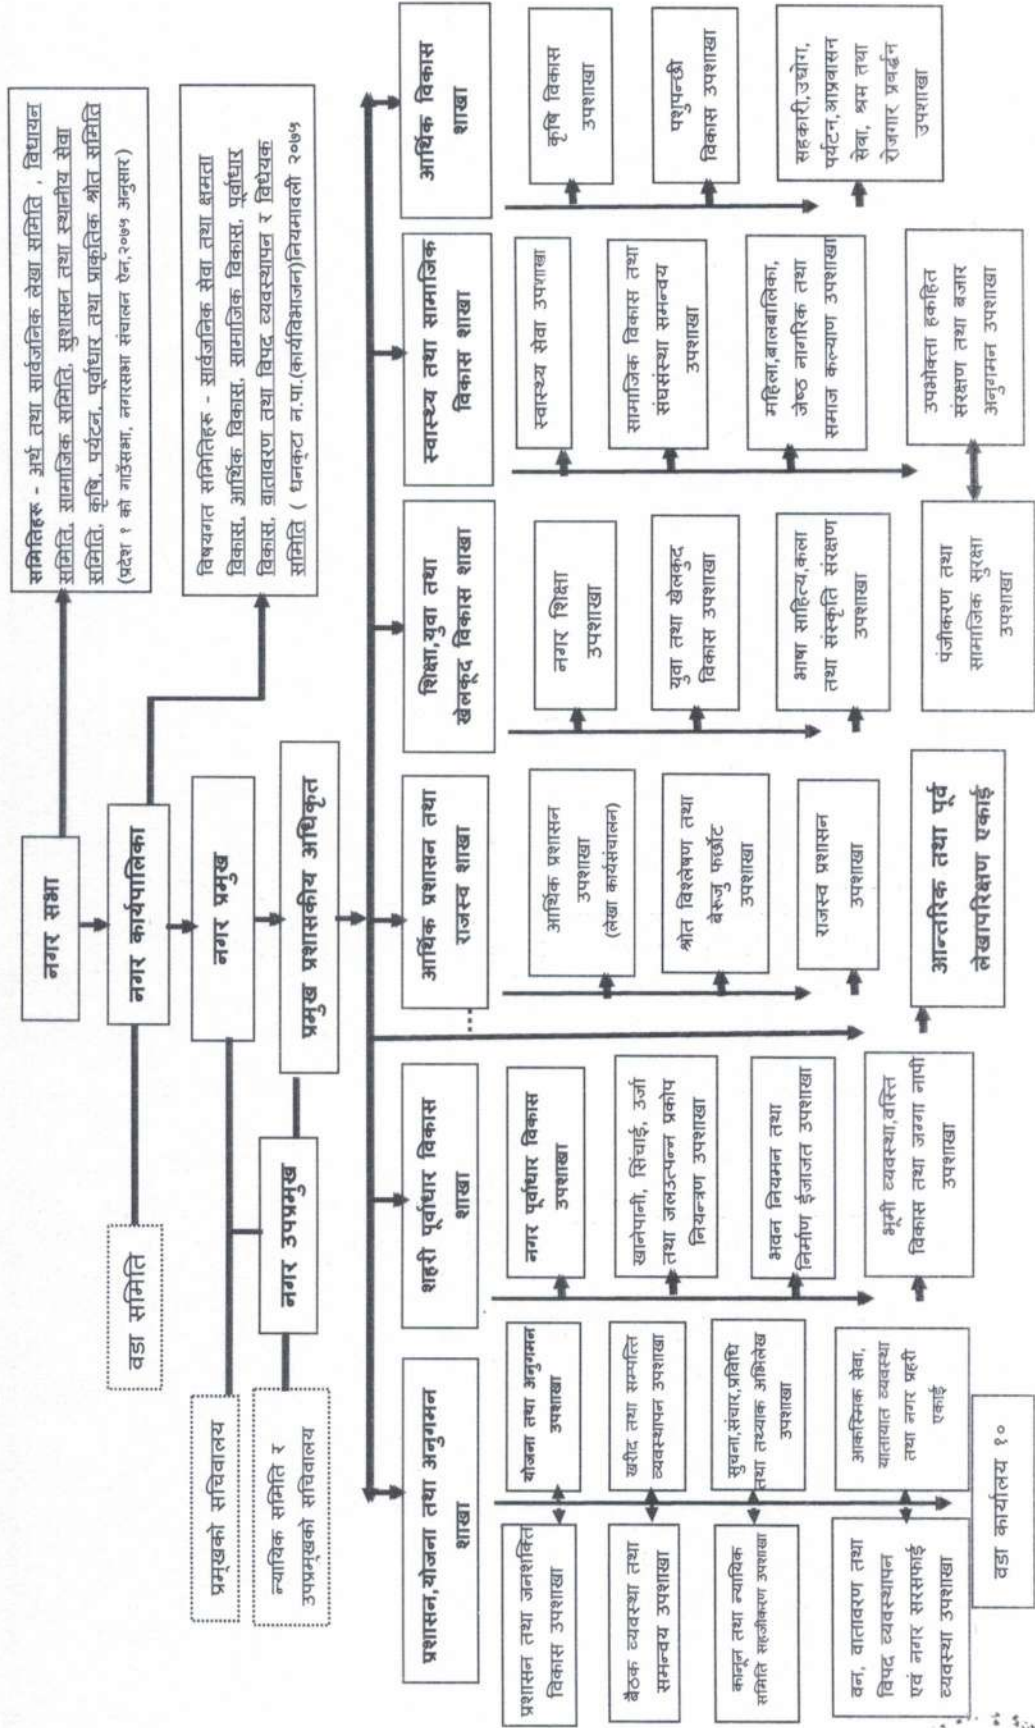 नगर सभा
समितिहरू - अर्थ तथा सार्वजनिक लेखा समिति , विधायन
समिति, सामाजिक समिति, सुशासन तथा स्थानीय सेवा
समिति, कृषि, पर्यटन, पूर्वाधार तथा प्राकृतिक श्रोत समिति
(प्रदेश १ को गाउँसभा, नगरसभा संचालन ऐन,२०७५ अनुसार)
नगर कार्यपालिका
वडा समिति
विषयगत समितिहरू - सार्वजनिक सेवा तथा क्षमता
विकास, आर्थिक विकास, सामाजिक विकास, पूर्वाधार
विकास, वातावरण तथा विपद व्यवस्थापन र विधेयक
समिति ( धनकुटा न.पा.(कार्यविभाजन)नियमावली २०७५
नगर प्रमुख
प्रमुखको सचिवालय
नगर उपप्रमुख
न्यायिक समिति र
उपप्रमुखको सचिवालय
प्रमुख प्रशासकीय अधिकृत
प्रशासन,योजना तथा अनुगमन
शाखा
शहरी पूर्वाधार विकास
शाखा
आर्थिक प्रशासन तथा
राजस्व शाखा
शिक्षा,युवा तथा
खेलकूद विकास शाखा
स्वास्थ्य तथा सामाजिक
विकास शाखा
आर्थिक विकास
शाखा
प्रशासन तथा जनशक्ति
विकास उपशाखा
योजना तथा अनुगमन
उपशाखा
बैठक व्यवस्था तथा
समन्वय उपशाखा
खरीद तथा सम्पत्ति
व्यवस्थापन उपशाखा
कानून तथा न्यायिक
समिति सहजीकरण उपशाखा
सुचना,संचार,प्रविधि
तथा तथ्याक अभिलेख
उपशाखा
वन, वातावरण तथा
विपद व्यवस्थापन
एवं नगर सरसफाई
व्यवस्था उपशाखा
आकस्मिक सेवा,
यातायात व्यवस्था
तथा नगर प्रहरी
एकाई
वडा कार्यालय १०
नगर पूर्वाधार विकास
उपशाखा
खानेपानी, सिंचाई, उर्जा
तथा जलउत्पन्न प्रकोप
नियन्त्रण उपशाखा
भवन नियमन तथा
निर्माण ईजाजत उपशाखा
भूमी व्यवस्था,वस्ति
विकास तथा जग्गा नापी
उपशाखा
आर्थिक प्रशासन
उपशाखा
(लेखा कार्यसंचालन)
श्रोत विश्लेषण तथा
बेरुजु फर्छौट
उपशाखा
राजस्व प्रशासन
उपशाखा
आन्तरिक तथा पूर्व
लेखापरिक्षण एकाई
नगर शिक्षा
उपशाखा
युवा तथा खेलकुद
विकास उपशाखा
भाषा साहित्य,कला
तथा संस्कृति संरक्षण
उपशाखा
पंजीकरण तथा
सामाजिक सुरक्षा
उपशाखा
स्वास्थ्य सेवा उपशाखा
सामाजिक विकास तथा
संघसंस्था समन्वय
उपशाखा
महिला,बालबालिका,
जेष्ठ नागरिक तथा
समाज कल्याण उपशाखा
उपभोक्ता हकहित
संरक्षण तथा बजार
अनुगमन उपशाखा
कृषि विकास
उपशाखा
पशुपन्छी
विकास उपशाखा
सहकारी,उद्योग,
पर्यटन,आप्रवासन
सेवा, श्रम तथा
रोजगार प्रवर्द्धन
उपशाखा